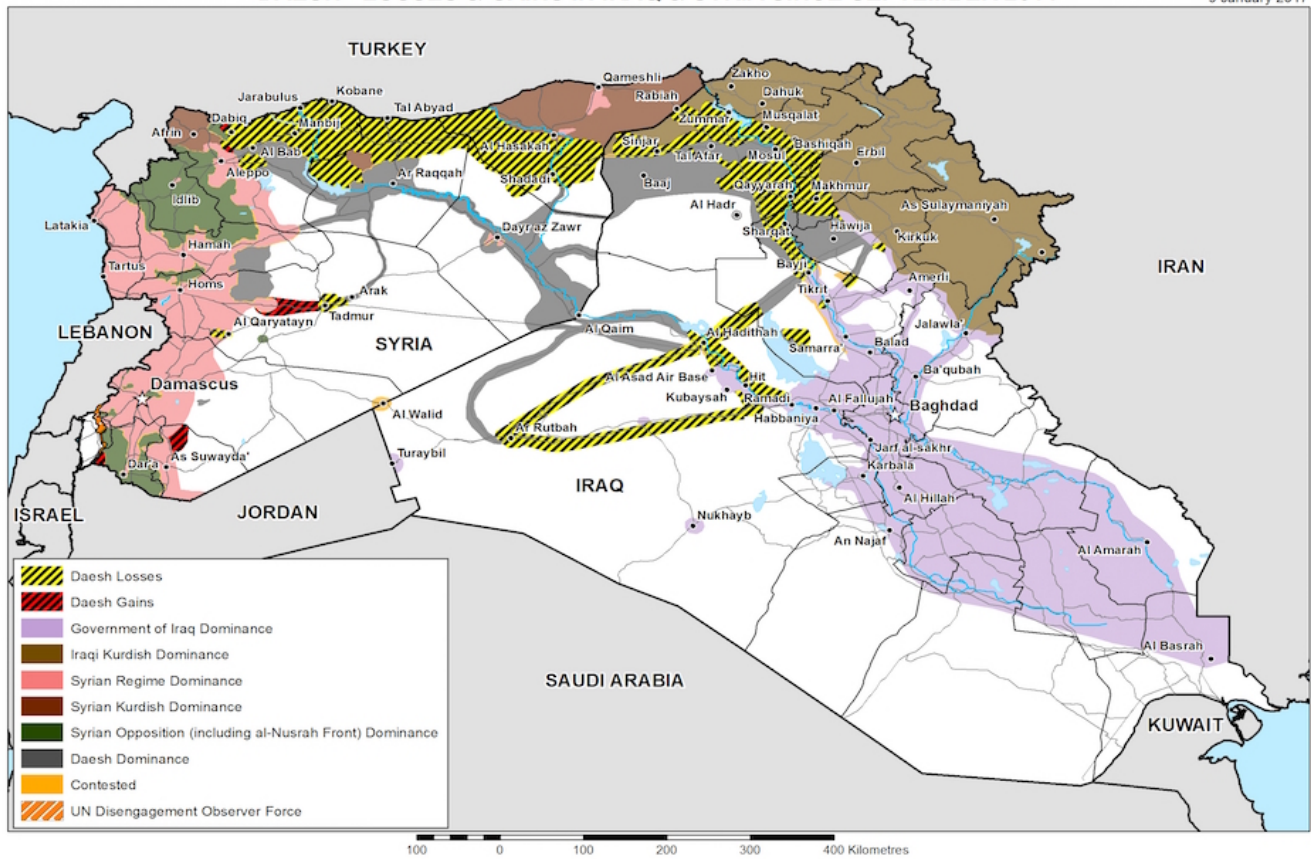 TURKEY
Qameshli
Zakho
Rabiah
Jarabulus
Kobane
Dahuk
Tal Abyad
Dabiq
Zummar
Musqalat
Manbij
Afrin
Sinjar
Bashiqah
Al Bab
Al Hasakah
Tal Afar
Mosul
Erbil
Aleppo
Ar Raqqah
Shadadi
Baaj
Qayyarah
Makhmur
Idlib
Al Hadr
As Sulaymaniyah
Latakia
Dayr az Zawr
Sharqat
Hawija
Kirkuk
Hamah
Bayji
IRAN
Tartus
Amerli
Homs
Arak
Tikrit
Tadmur
Al Qaryatayn
Al Qaim
Al Hadithah
Jalawla'
LEBANON
SYRIA
Samarra'
Balad
Damascus
Al Asad Air Base
Hit
Ba'qubah
Kubaysah
Ramadi
Al Fallujah
Baghdad
Al Walid
Habbaniya
Ar Rutbah
Jarf al-sakhr
As Suwayda'
Turaybil
Dar'a
Karbala
IRAQ
Al Hillah
ISRAEL
JORDAN
Nukhayb
An Najaf
Al Amarah
Al Basrah
SAUDI ARABIA
KUWAIT
Daesh Losses
Daesh Gains
Government of Iraq Dominance
Iraqi Kurdish Dominance
Syrian Regime Dominance
Syrian Kurdish Dominance
Syrian Opposition (including al-Nusrah Front) Dominance
Daesh Dominance
Contested
UN Disengagement Observer Force
100 0 100 200 300 400 Kilometres